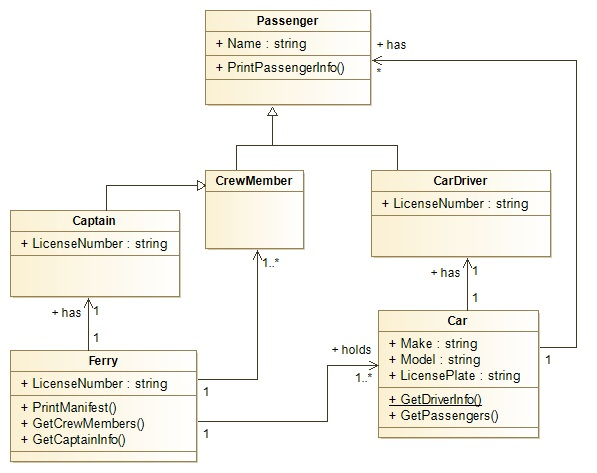 Passenger
+ Name : string
+ PrintPassengerInfo()
+ has
*
CrewMember
CarDriver
+ LicenseNumber : string
Captain
+ LicenseNumber : string
1..*
+ has
1
1
+ has
1
1
Car
+ Make : string
+ Model : string
+ LicensePlate : string
+ GetDriverInfo()
+ GetPassengers()
1
Ferry
+ LicenseNumber : string
+ PrintManifest()
+ GetCrewMembers()
+ GetCaptainInfo()
1
1
+ holds
1..*